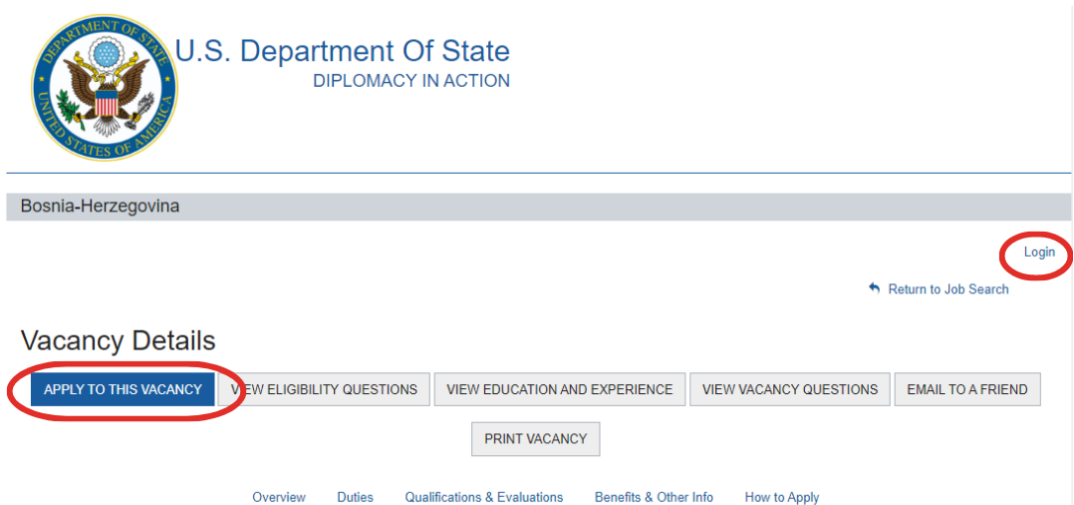 DEPARTMENT OF STATE
UNITED STATES OF AMERICA
U.S. Department Of State
DIPLOMACY IN ACTION
Bosnia-Herzegovina
Login
Return to Job Search
Vacancy Details
APPLY TO THIS VACANCY VIEW ELIGIBILITY QUESTIONS VIEW EDUCATION AND EXPERIENCE VIEW VACANCY QUESTIONS EMAIL TO A FRIEND
PRINT VACANCY
Overview Duties Qualifications & Evaluations Benefits & Other Info How to Apply